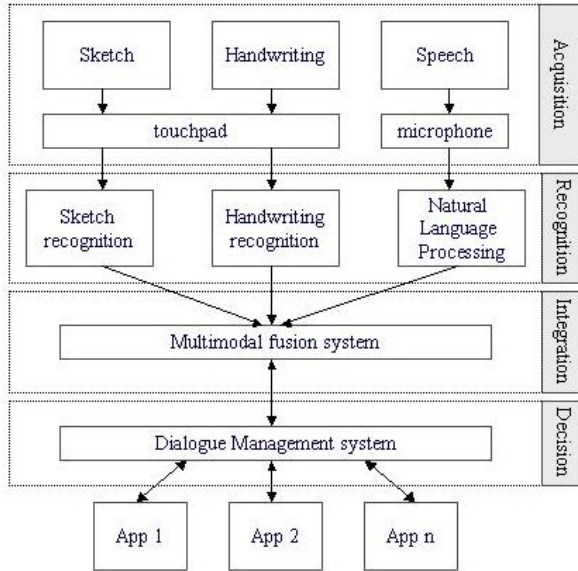 Sketch
Handwriting
Speech
Acquisition
touchpad
microphone
Sketch
recognition
Handwriting
recognition
Natural
Language
Processing
Recognition
Multimodal fusion system
Integration
Dialogue Management system
Decision
App 1
App 2
App n